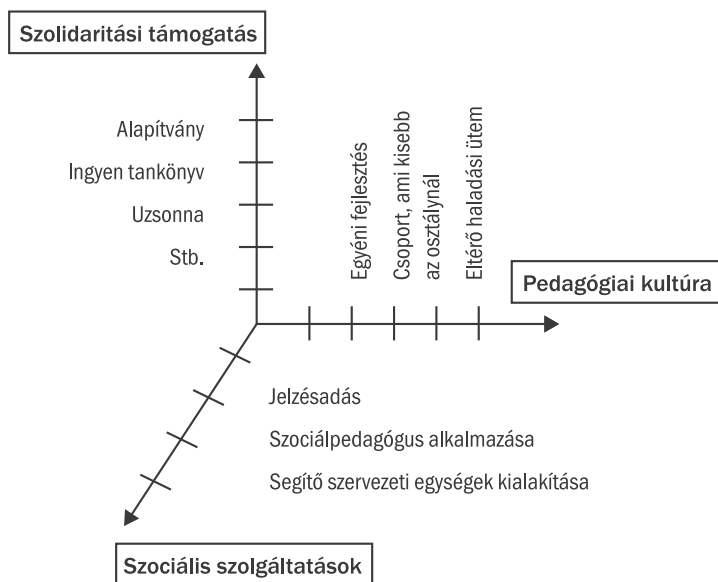 Szolidaritási támogatás
Alapítvány
Ingyen tankönyv
Uzsonna
Stb.
Egyéni fejlesztés
Csoport, ami kisebb
az osztálynál
Eltérő haladási ütem
Pedagógiai kultúra
Jelzésadás
Szociálpedagógus alkalmazása
Segítő szervezeti egységek kialakítása
Szociális szolgáltatások